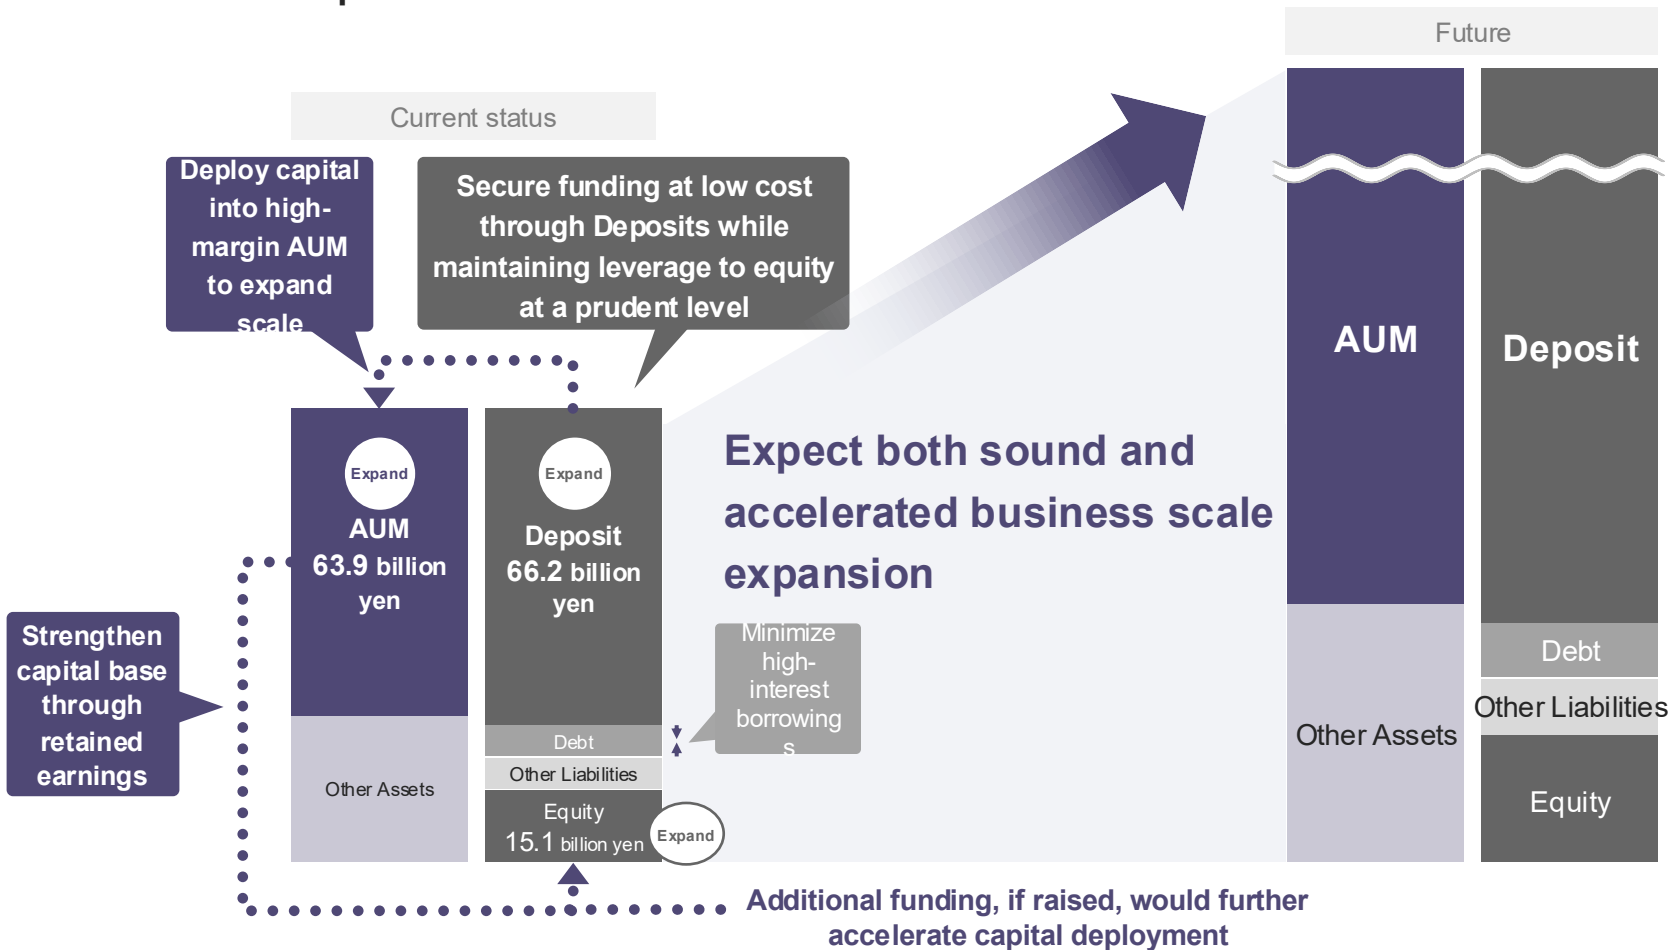 Future
Current status
Deploy capital
into high-
margin AUM
to expand
scale
Secure funding at low cost
through Deposits while
maintaining leverage to equity
at a prudent level
AUM
Deposit
Expand
AUM
63.9 billion
yen
Expand
Deposit
66.2 billion
yen
Expect both sound and
accelerated business scale
expansion
Strengthen
capital base
through
retained
earnings
Minimize
high-
interest
borrowing
s
Debt
Other Liabilities
Other Assets
Equity
15.1 billion yen
Expand
Debt
Other Liabilities
Other Assets
Equity
Additional funding, if raised, would further
accelerate capital deployment